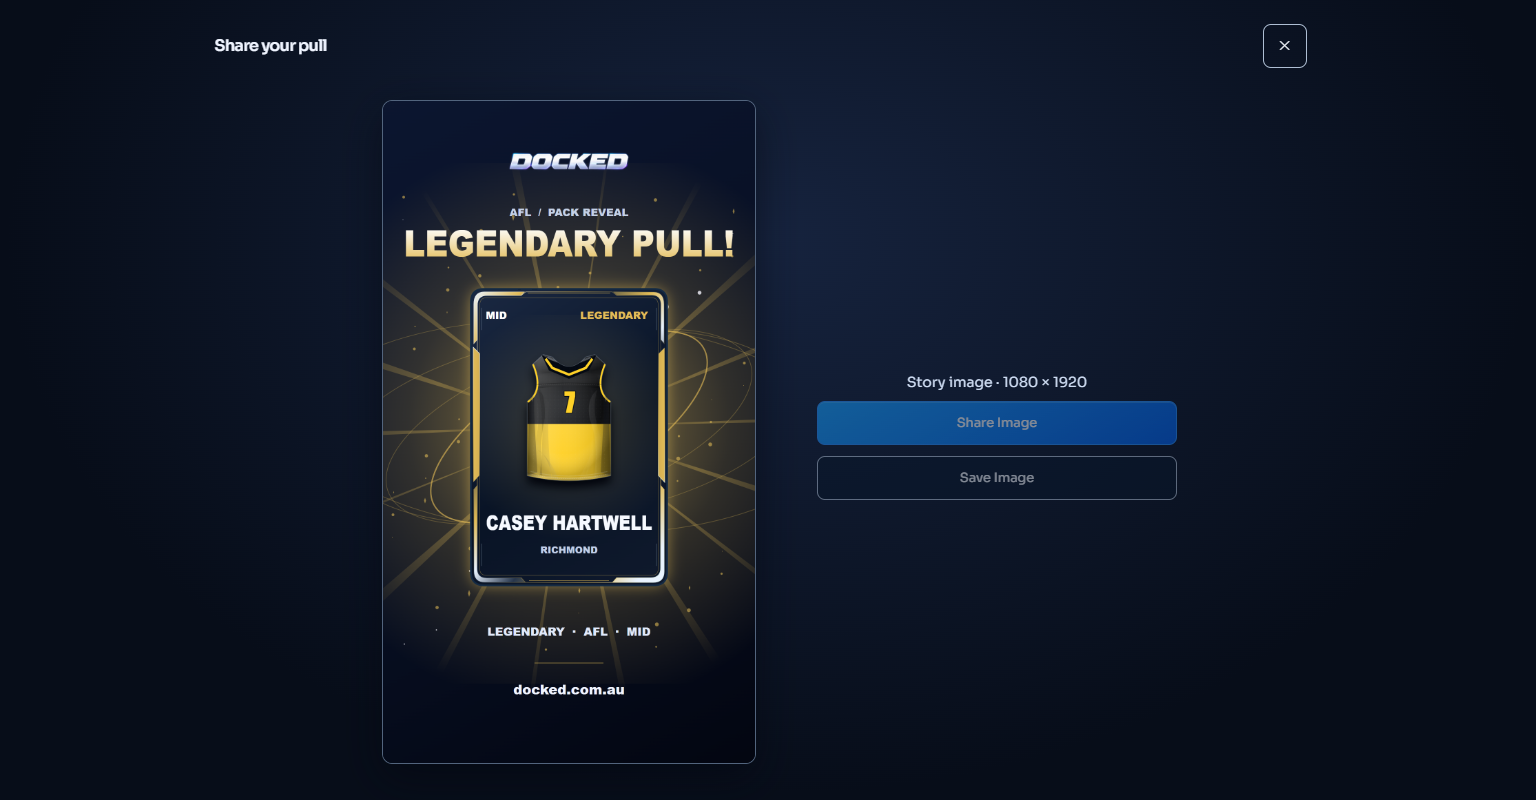 Share your pull
×
DOCKED
AFL / PACK REVEAL
LEGENDARY PULL!
MID
LEGENDARY
7
CASEY HARTWELL
RICHMOND
LEGENDARY · AFL · MID
docked.com.au
Story image · 1080 × 1920
Share Image
Save Image